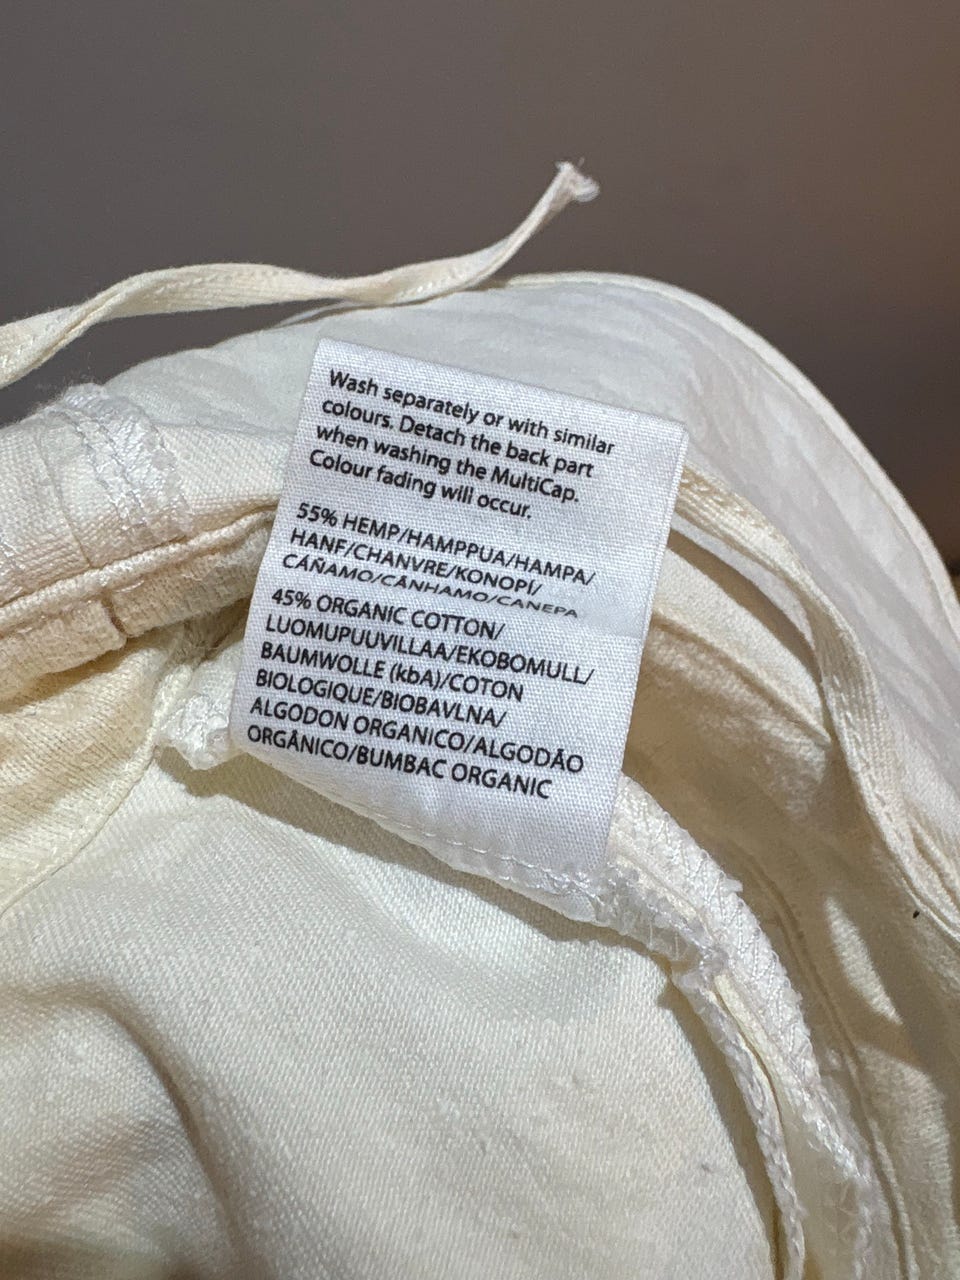 Wash separately or with similar
colours. Detach the back part
when washing the MultiCap.
Colour fading will occur.
55% HEMP/HAMPPUA/HAMPA/
HANF/CHANVRE/KONOPÍ/
CAÑAMO/CÂNHAMO/CANEPA
45% ORGANIC COTTON/
LUOMUPUUVILLAA/EKOBOMULL/
BAUMWOLLE (kbA)/COTON
BIOLOGIQUE/BIOBAVLNA/
ALGODON ORGANICO/ALGODÃO
ORGÂNICO/BUMBAC ORGANIC